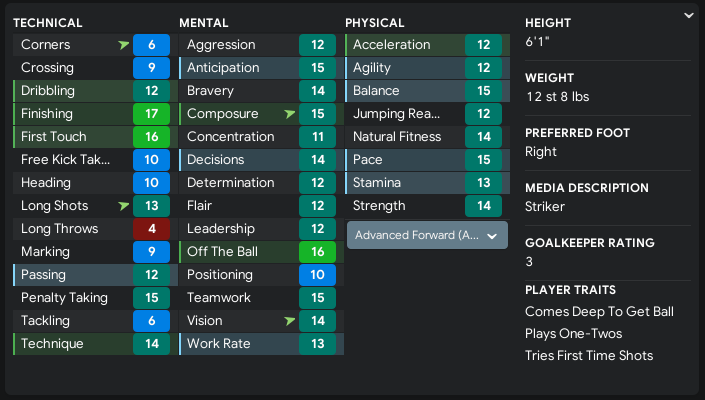 TECHNICAL
Corners 6
Crossing 9
Dribbling 12
Finishing 17
First Touch 16
Free Kick Tak... 10
Heading 10
Long Shots 13
Long Throws 4
Marking 9
Passing 12
Penalty Taking 15
Tackling 6
Technique 14
MENTAL
Aggression 12
Anticipation 15
Bravery 14
Composure 15
Concentration 11
Decisions 14
Determination 12
Flair 12
Leadership 12
Off The Ball 16
Positioning 10
Teamwork 15
Vision 14
Work Rate 13
PHYSICAL
Acceleration 12
Agility 12
Balance 15
Jumping Rea... 12
Natural Fitness 14
Pace 15
Stamina 13
Strength 14
Advanced Forward (A...
HEIGHT
6'1"
WEIGHT
12 st 8 lbs
PREFERRED FOOT
Right
MEDIA DESCRIPTION
Striker
GOALKEEPER RATING
3
PLAYER TRAITS
Comes Deep To Get Ball
Plays One-Twos
Tries First Time Shots